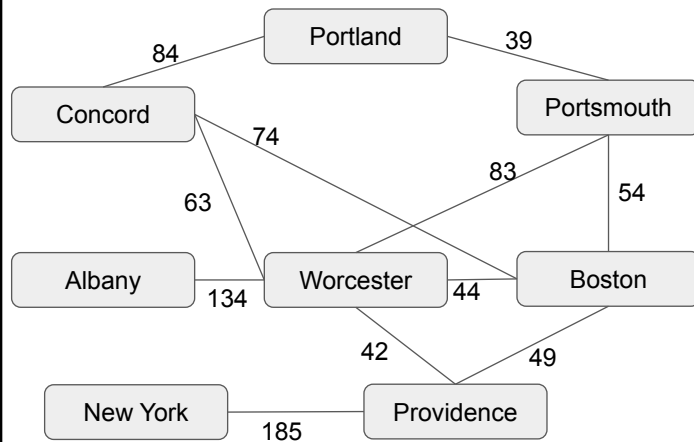 Portland
84
39
Concord
Portsmouth
74
83
63
54
Albany
Worcester
Boston
134
44
42
49
New York
Providence
185